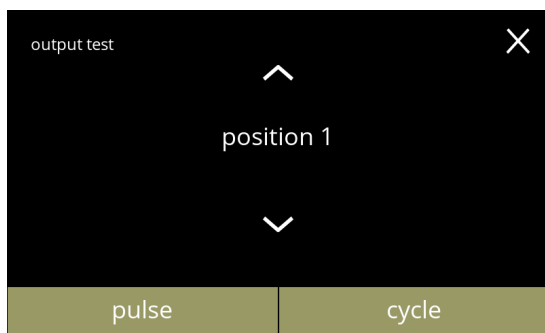 output test
position 1
pulse
cycle